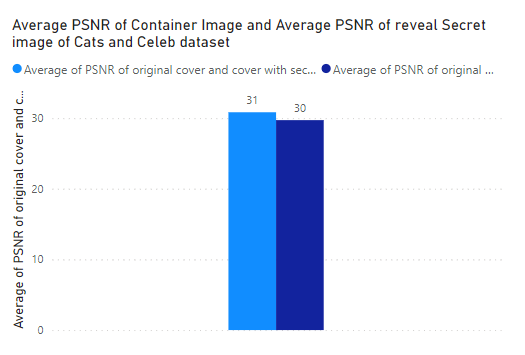 Average PSNR of Container Image and Average PSNR of reveal Secret
image of Cats and Celeb dataset
Average of PSNR of original cover and cover with sec... Average of PSNR of original ...
Average of PSNR of original cover and c...
31
30
30
20
10
0